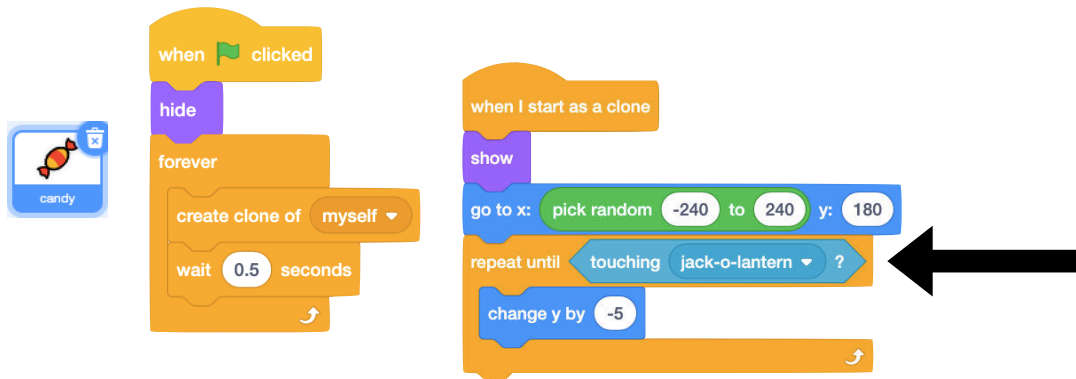 candy
when clicked
hide
forever
create clone of myself
wait 0.5 seconds
when I start as a clone
show
go to x: pick random -240 to 240 y: 180
repeat until touching jack-o-lantern ?
change y by -5